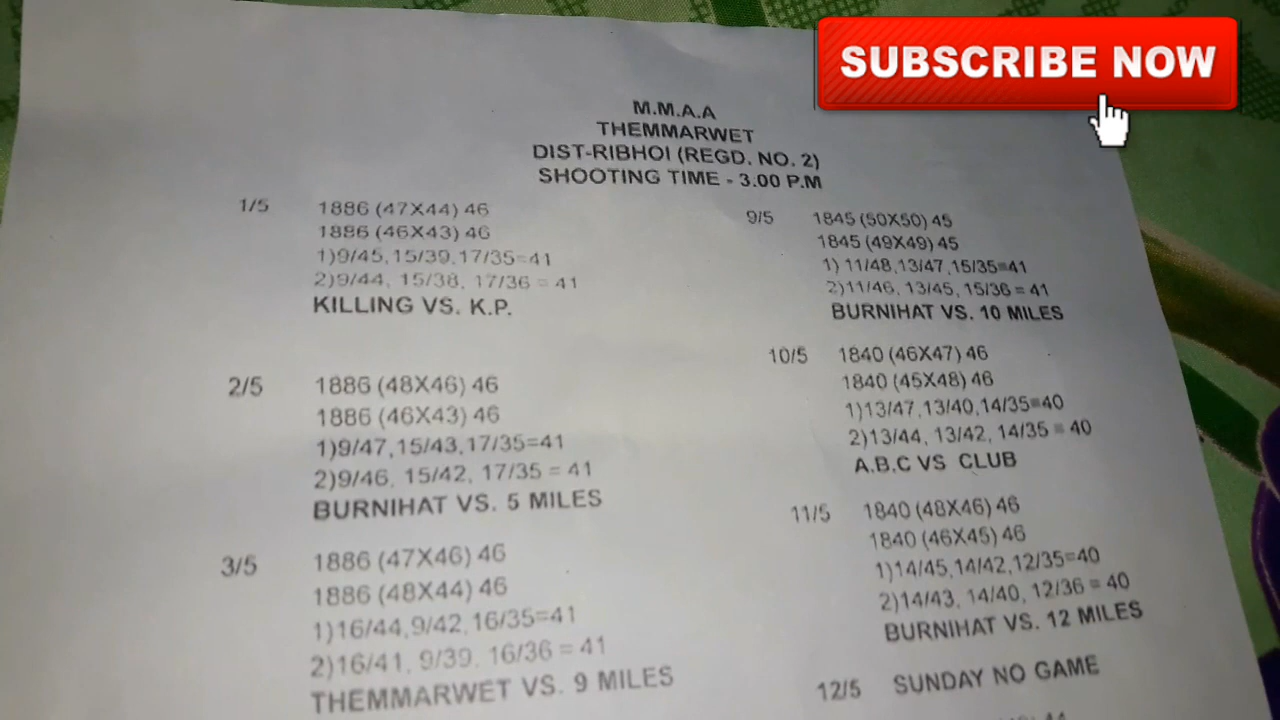 SUBSCRIBE NOW
M.M.A.A
THEMMARWET
DIST-RIBHOI (REGD. NO. 2)
SHOOTING TIME - 3.00 P.M
1/5 1886 (47X44) 46
1886 (46X43) 46
1)9/45,15/39,17/35=41
2)9/44, 15/38, 17/36 = 41
KILLING VS. K.P.
2/5 1886 (48X46) 46
1886 (46X43) 46
1)9/47,15/43,17/35=41
2)9/46, 15/42, 17/35 = 41
BURNIHAT VS. 5 MILES
3/5 1886 (47X46) 46
1886 (48X44) 46
1)16/44,9/42,16/35=41
2)16/41, 9/39, 16/36 = 41
THEMMARWET VS. 9 MILES
9/5 1845 (50X50) 45
1845 (49X49) 45
1) 11/48,13/47,15/35=41
2)11/46, 13/45, 15/36 = 41
BURNIHAT VS. 10 MILES
10/5 1840 (46X47) 46
1840 (45X48) 46
1)13/47,13/40,14/35=40
2)13/44, 13/42, 14/35 = 40
A.B.C VS CLUB
11/5 1840 (48X46) 46
1840 (46X45) 46
1)14/45,14/42,12/35=40
2)14/43, 14/40, 12/36 = 40
BURNIHAT VS. 12 MILES
12/5 SUNDAY NO GAME